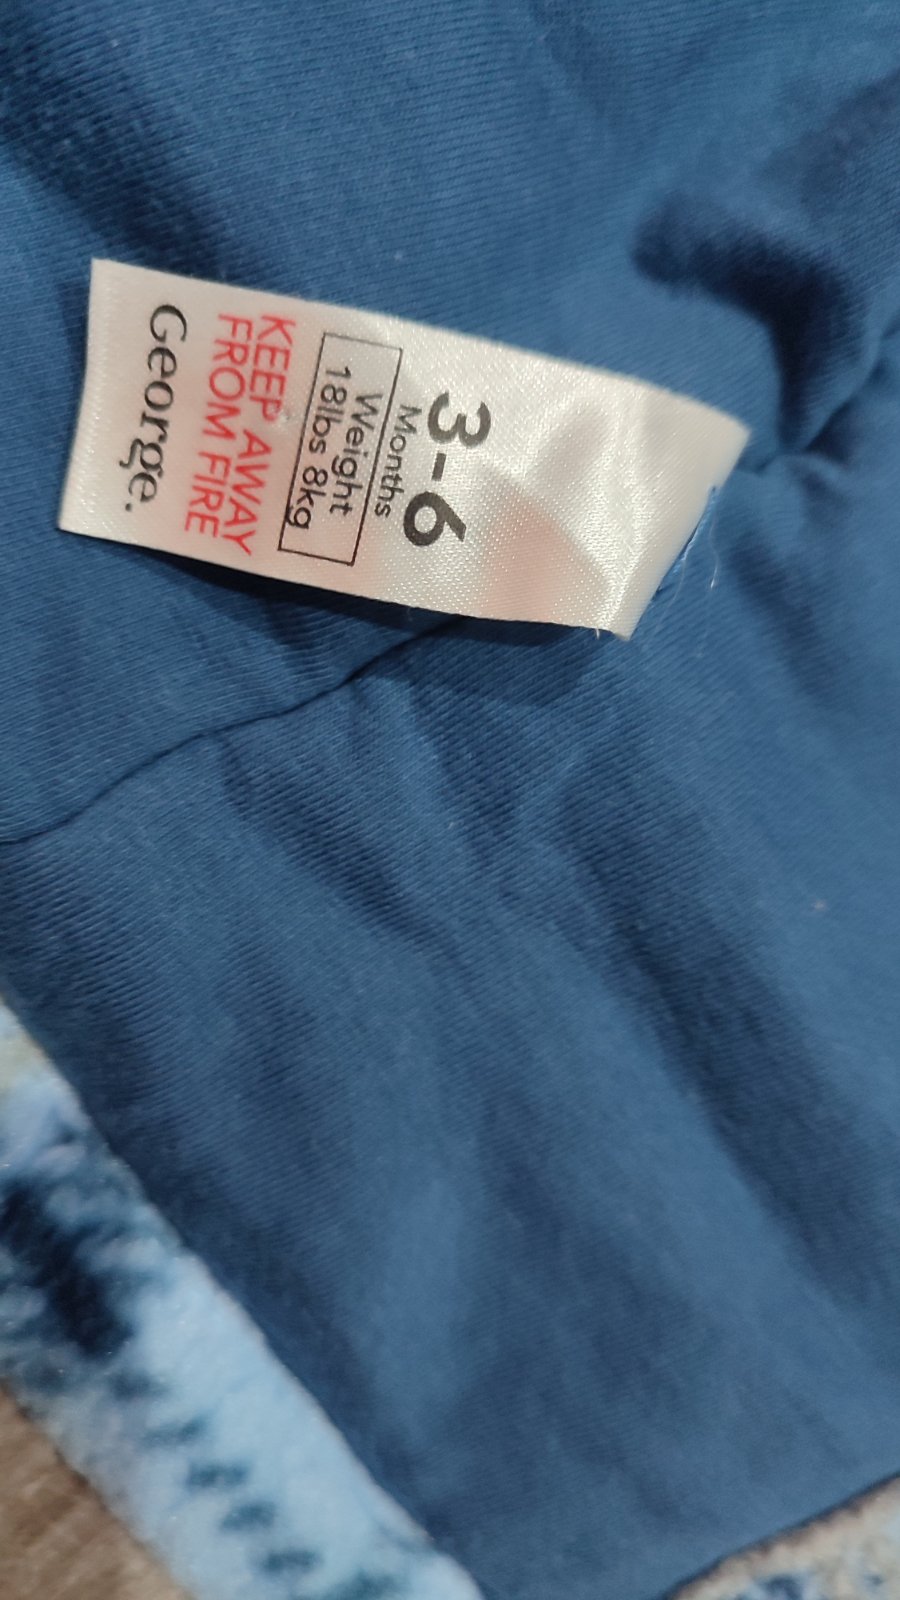 3-6
Months
Weight
18lbs 8kg
KEEP AWAY
FROM FIRE
George.